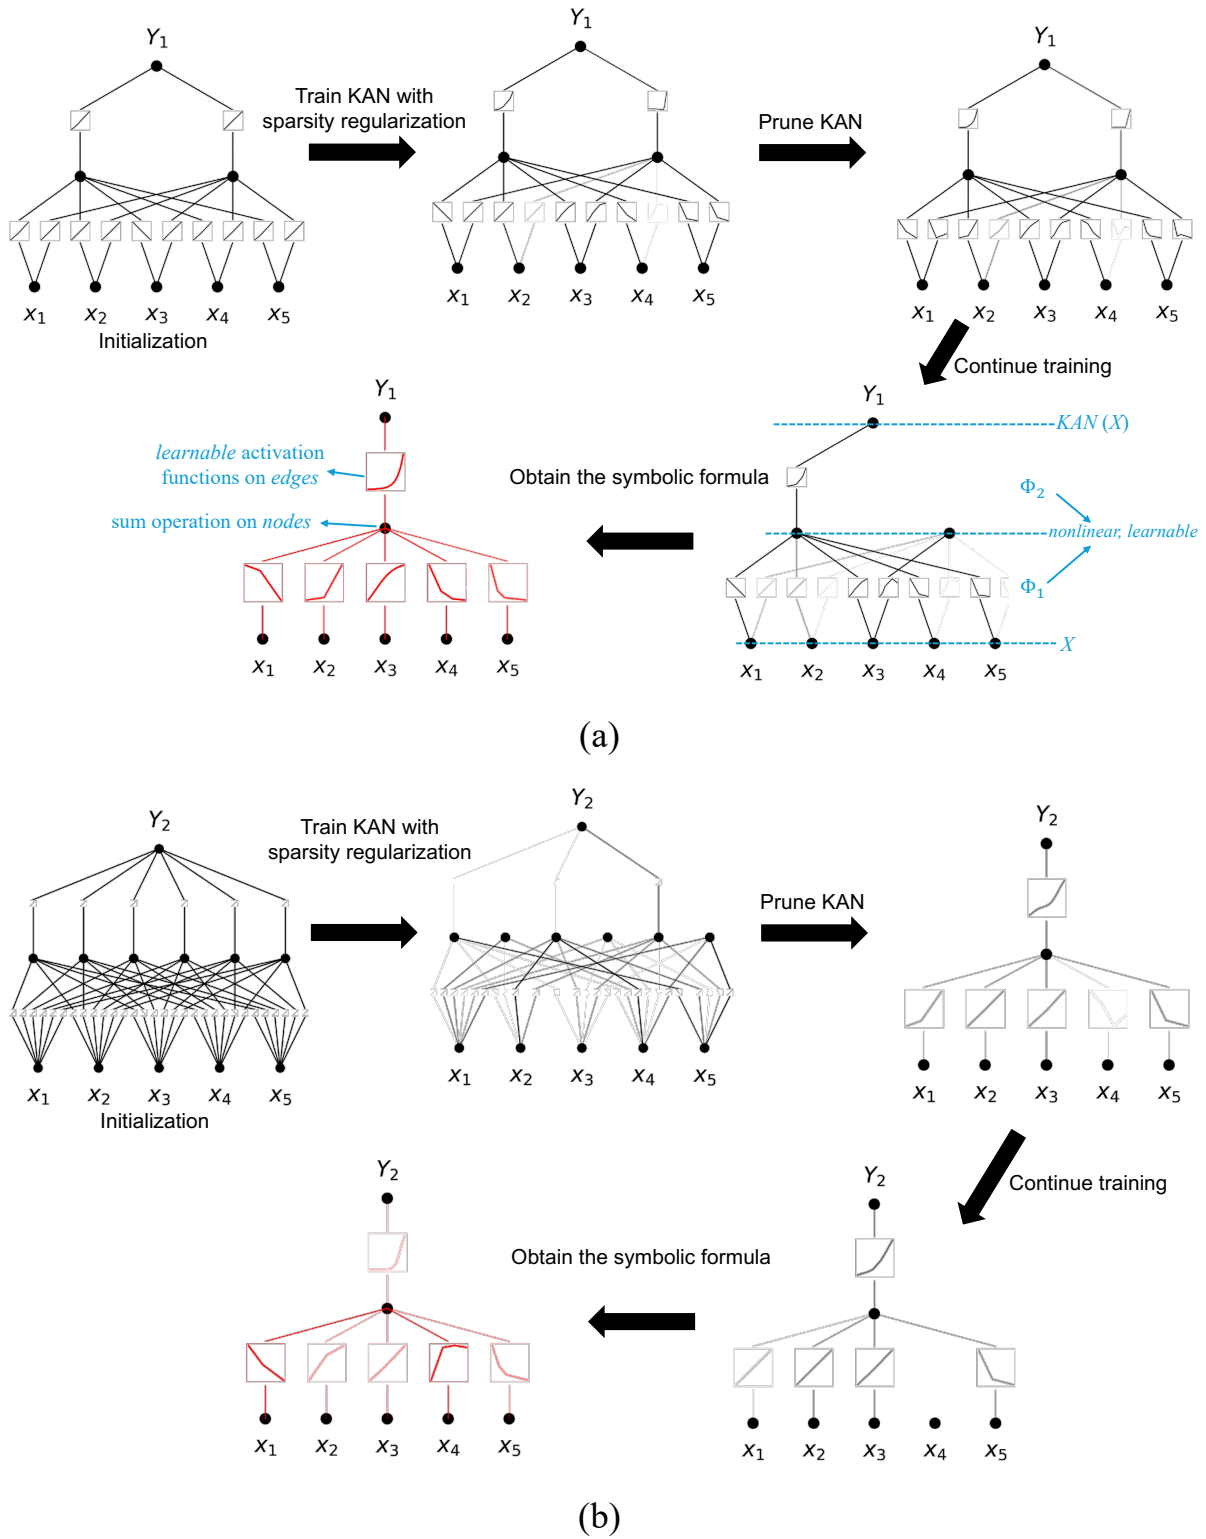 Y₁
Train KAN with
sparsity regularization
x₁ x₂ x₃ x₄ x₅
Initialization
Y₁
x₁ x₂ x₃ x₄ x₅
Prune KAN
Y₁
x₁ x₂ x₃ x₄ x₅
Continue training
Y₁
KAN (X)
Φ₂
nonlinear, learnable
Φ₁
X
x₁ x₂ x₃ x₄ x₅
Obtain the symbolic formula
Y₁
learnable activation
functions on edges
sum operation on nodes
x₁ x₂ x₃ x₄ x₅
(a)
Y₂
Train KAN with
sparsity regularization
x₁ x₂ x₃ x₄ x₅
Initialization
Y₂
x₁ x₂ x₃ x₄ x₅
Prune KAN
Y₂
x₁ x₂ x₃ x₄ x₅
Continue training
Y₂
x₁ x₂ x₃ x₄ x₅
Obtain the symbolic formula
Y₂
x₁ x₂ x₃ x₄ x₅
(b)